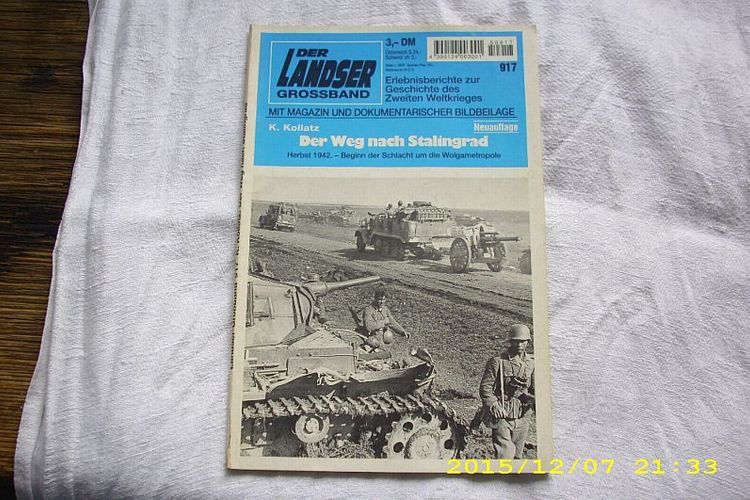 DER
LANDSER
GROSSBAND
3,– DM
917
Erlebnisberichte zur
Geschichte des
Zweiten Weltkrieges
MIT MAGAZIN UND DOKUMENTARISCHER BILDBEILAGE
K. Kollatz
Neuauflage
Der Weg nach Stalingrad
Herbst 1942. – Beginn der Schlacht um die Wolgametropole
2015/12/07 21:33